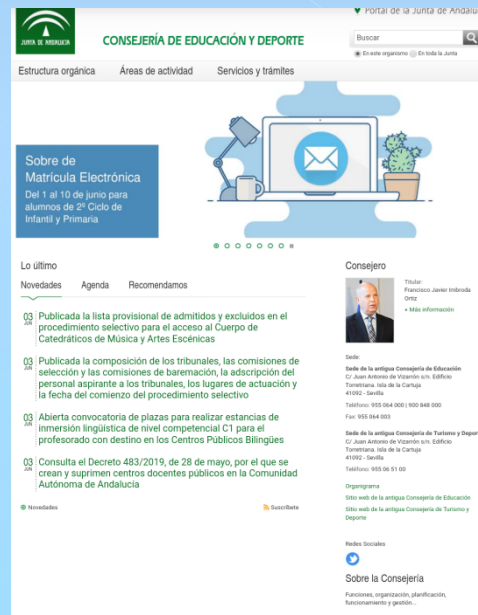 Portal de la Junta de Andaluc
JUNTA DE ANDALUCIA
CONSEJERÍA DE EDUCACIÓN Y DEPORTE
Buscar
En este organismo En toda la Junta
Estructura orgánica Áreas de actividad Servicios y trámites
Sobre de
Matrícula Electrónica
Del 1 al 10 de junio para
alumnos de 2º Ciclo de
Infantil y Primaria
Lo último
Novedades Agenda Recomendamos
03 JUN Publicada la lista provisional de admitidos y excluidos en el
procedimiento selectivo para el acceso al Cuerpo de
Catedráticos de Música y Artes Escénicas
03 JUN Publicada la composición de los tribunales, las comisiones de
selección y las comisiones de baremación, la adscripción del
personal aspirante a los tribunales, los lugares de actuación y
la fecha del comienzo del procedimiento selectivo
03 JUN Abierta convocatoria de plazas para realizar estancias de
inmersión lingüística de nivel competencial C1 para el
profesorado con destino en los Centros Públicos Bilingües
03 JUN Consulta el Decreto 483/2019, de 28 de mayo, por el que se
crean y suprimen centros docentes públicos en la Comunidad
Autónoma de Andalucía
Novedades Suscríbete
Consejero
Titular:
Francisco Javier Imbroda
Ortiz
+ Más información
Sede:
Sede de la antigua Consejería de Educación
C/ Juan Antonio de Vizarrón s/n. Edificio
Torretriana. Isla de la Cartuja
41092 - Sevilla
Teléfono: 955 064 000 | 900 848 000
Fax: 955 064 003
Sede de la antigua Consejería de Turismo y Deport
C/ Juan Antonio de Vizarrón s/n. Edificio
Torretriana. Isla de la Cartuja
41092 - Sevilla
Teléfono: 955 06 51 00
Organigrama
Sitio web de la antigua Consejería de Educación
Sitio web de la antigua Consejería de Turismo y
Deporte
Redes Sociales
Sobre la Consejería
Funciones, organización, planificación,
funcionamiento y gestión...